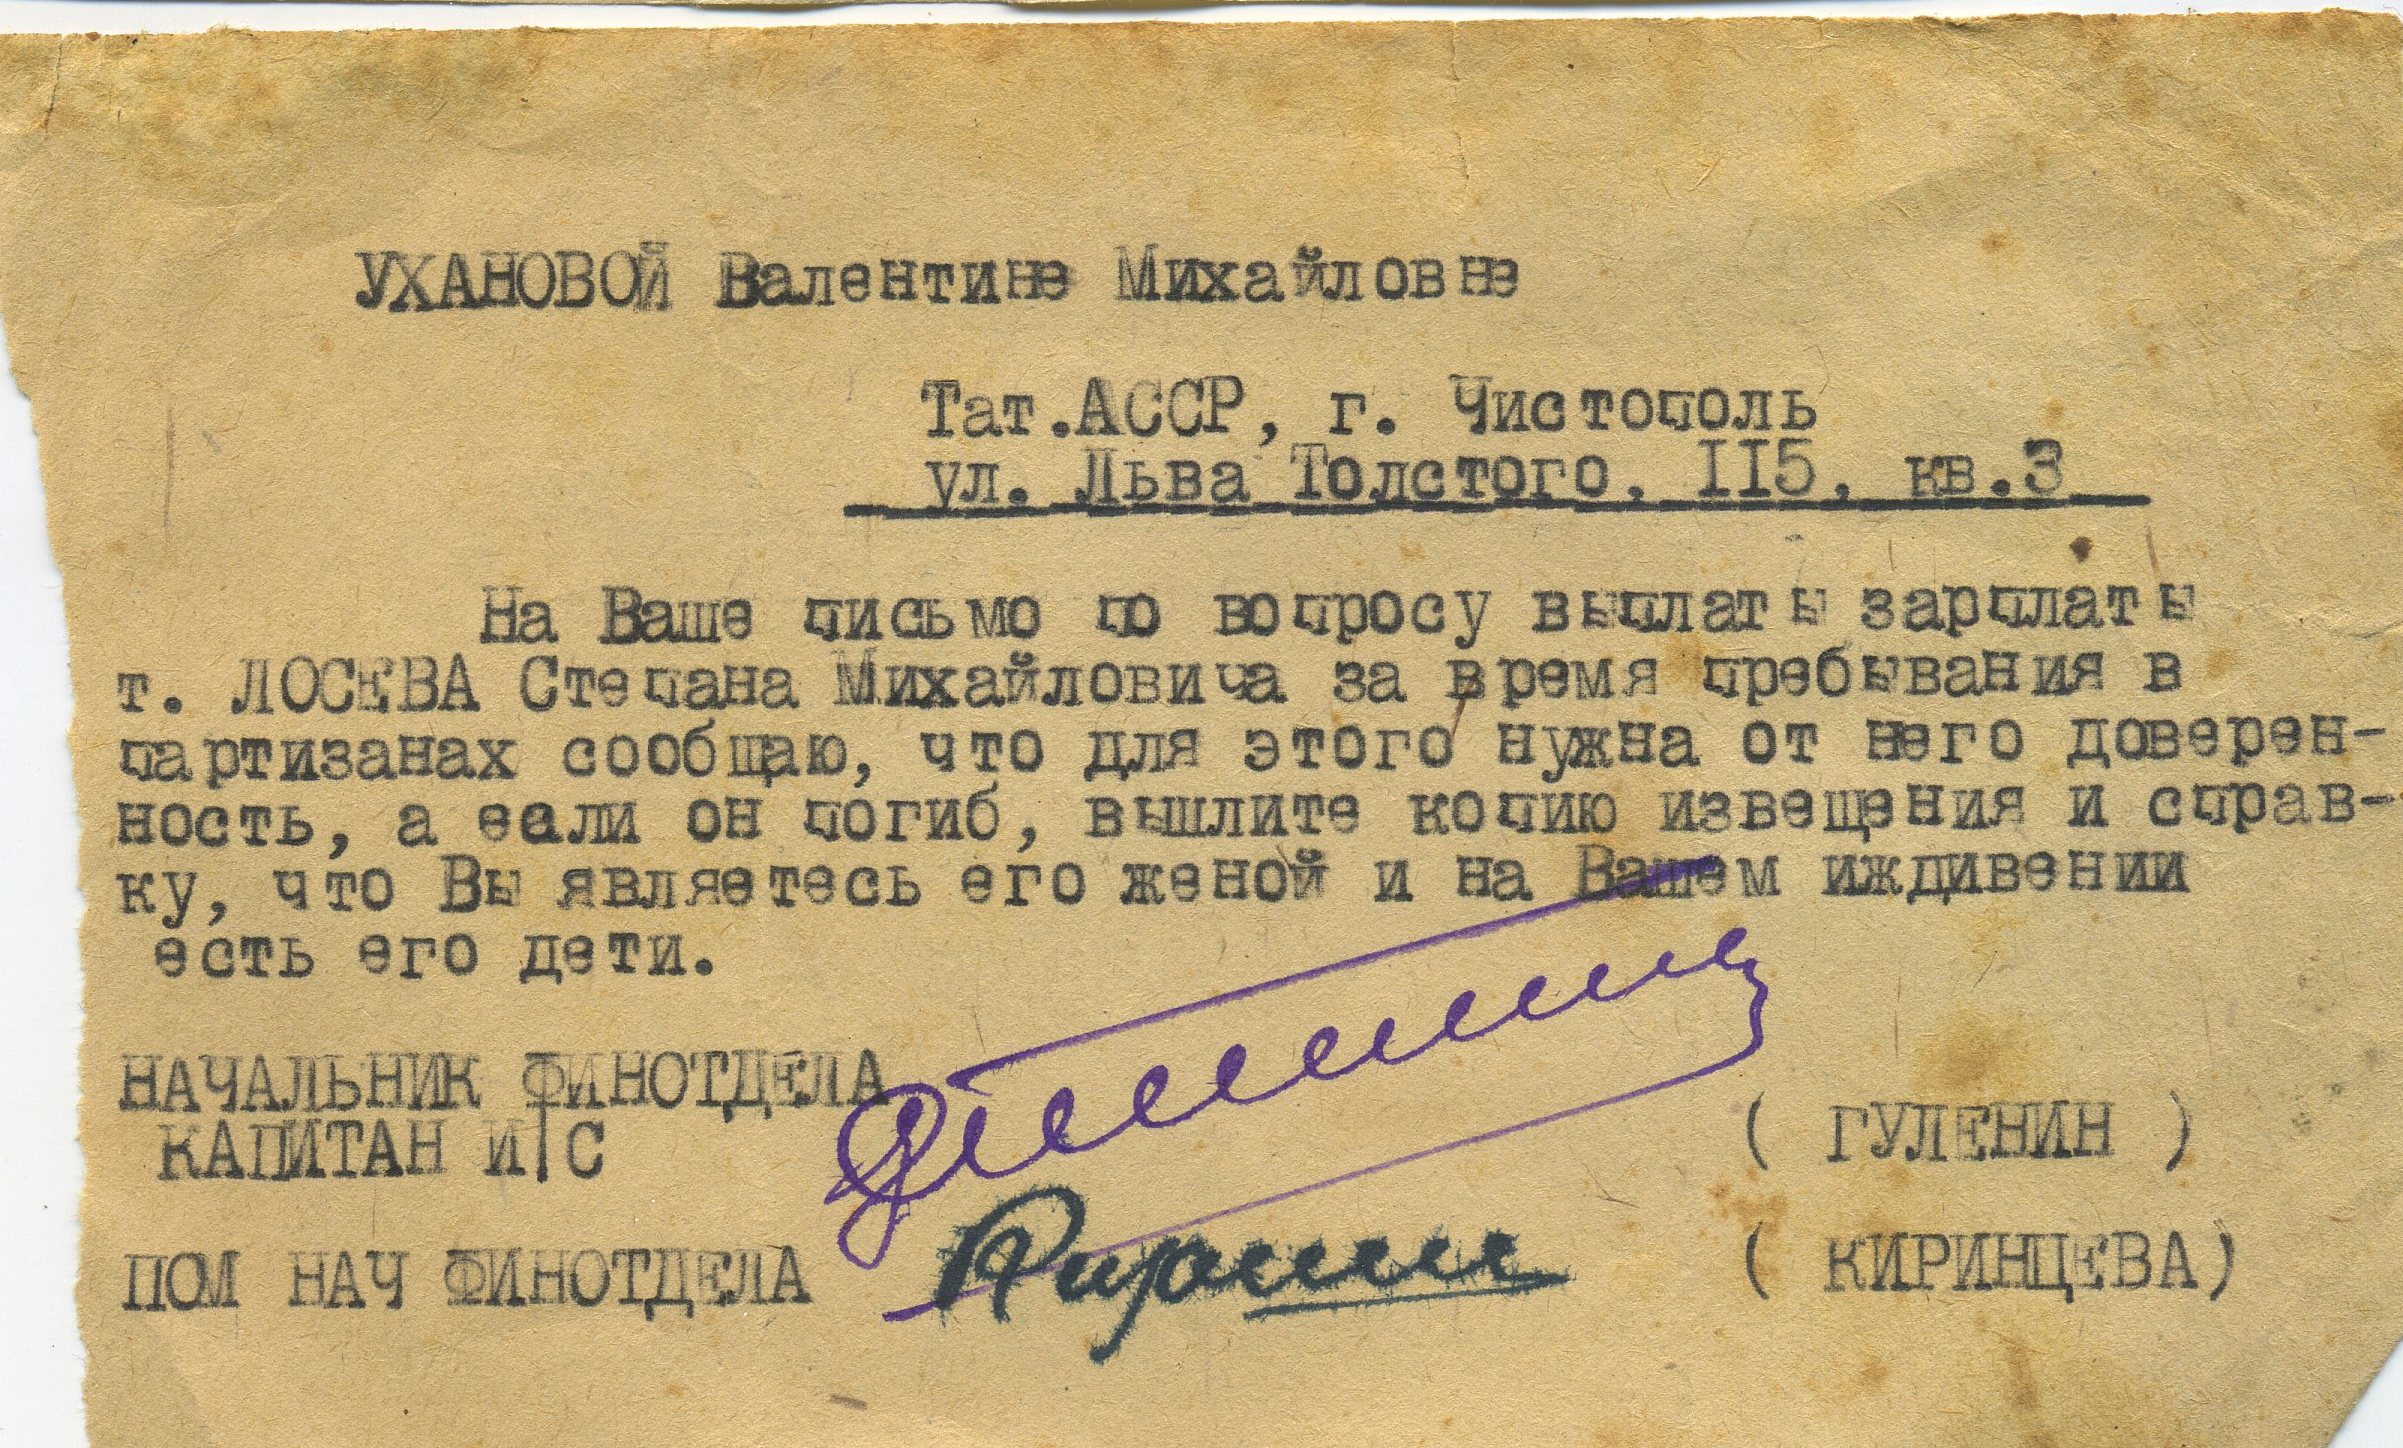 УХАНОВОЙ Валентине Михайловне
Тат.АССР, г. Чистополь
ул. Льва Толстого, II5, кв.3
На Ваше письмо по вопросу выплаты зарплаты
т. ЛОСЕВА Степана Михайловича за время пребывания в
партизанах сообщаю, что для этого нужна от него доверен-
ность, а если он погиб, вышлите копию извещения и справ-
ку, что Вы являетесь его женой и на Вашем иждивении
есть его дети.
НАЧАЛЬНИК ФИНОТДЕЛА
КАПИТАН И/С
( ГУЛЕНИН )
ПОМ НАЧ ФИНОТДЕЛА
( КИРИНЦЕВА)